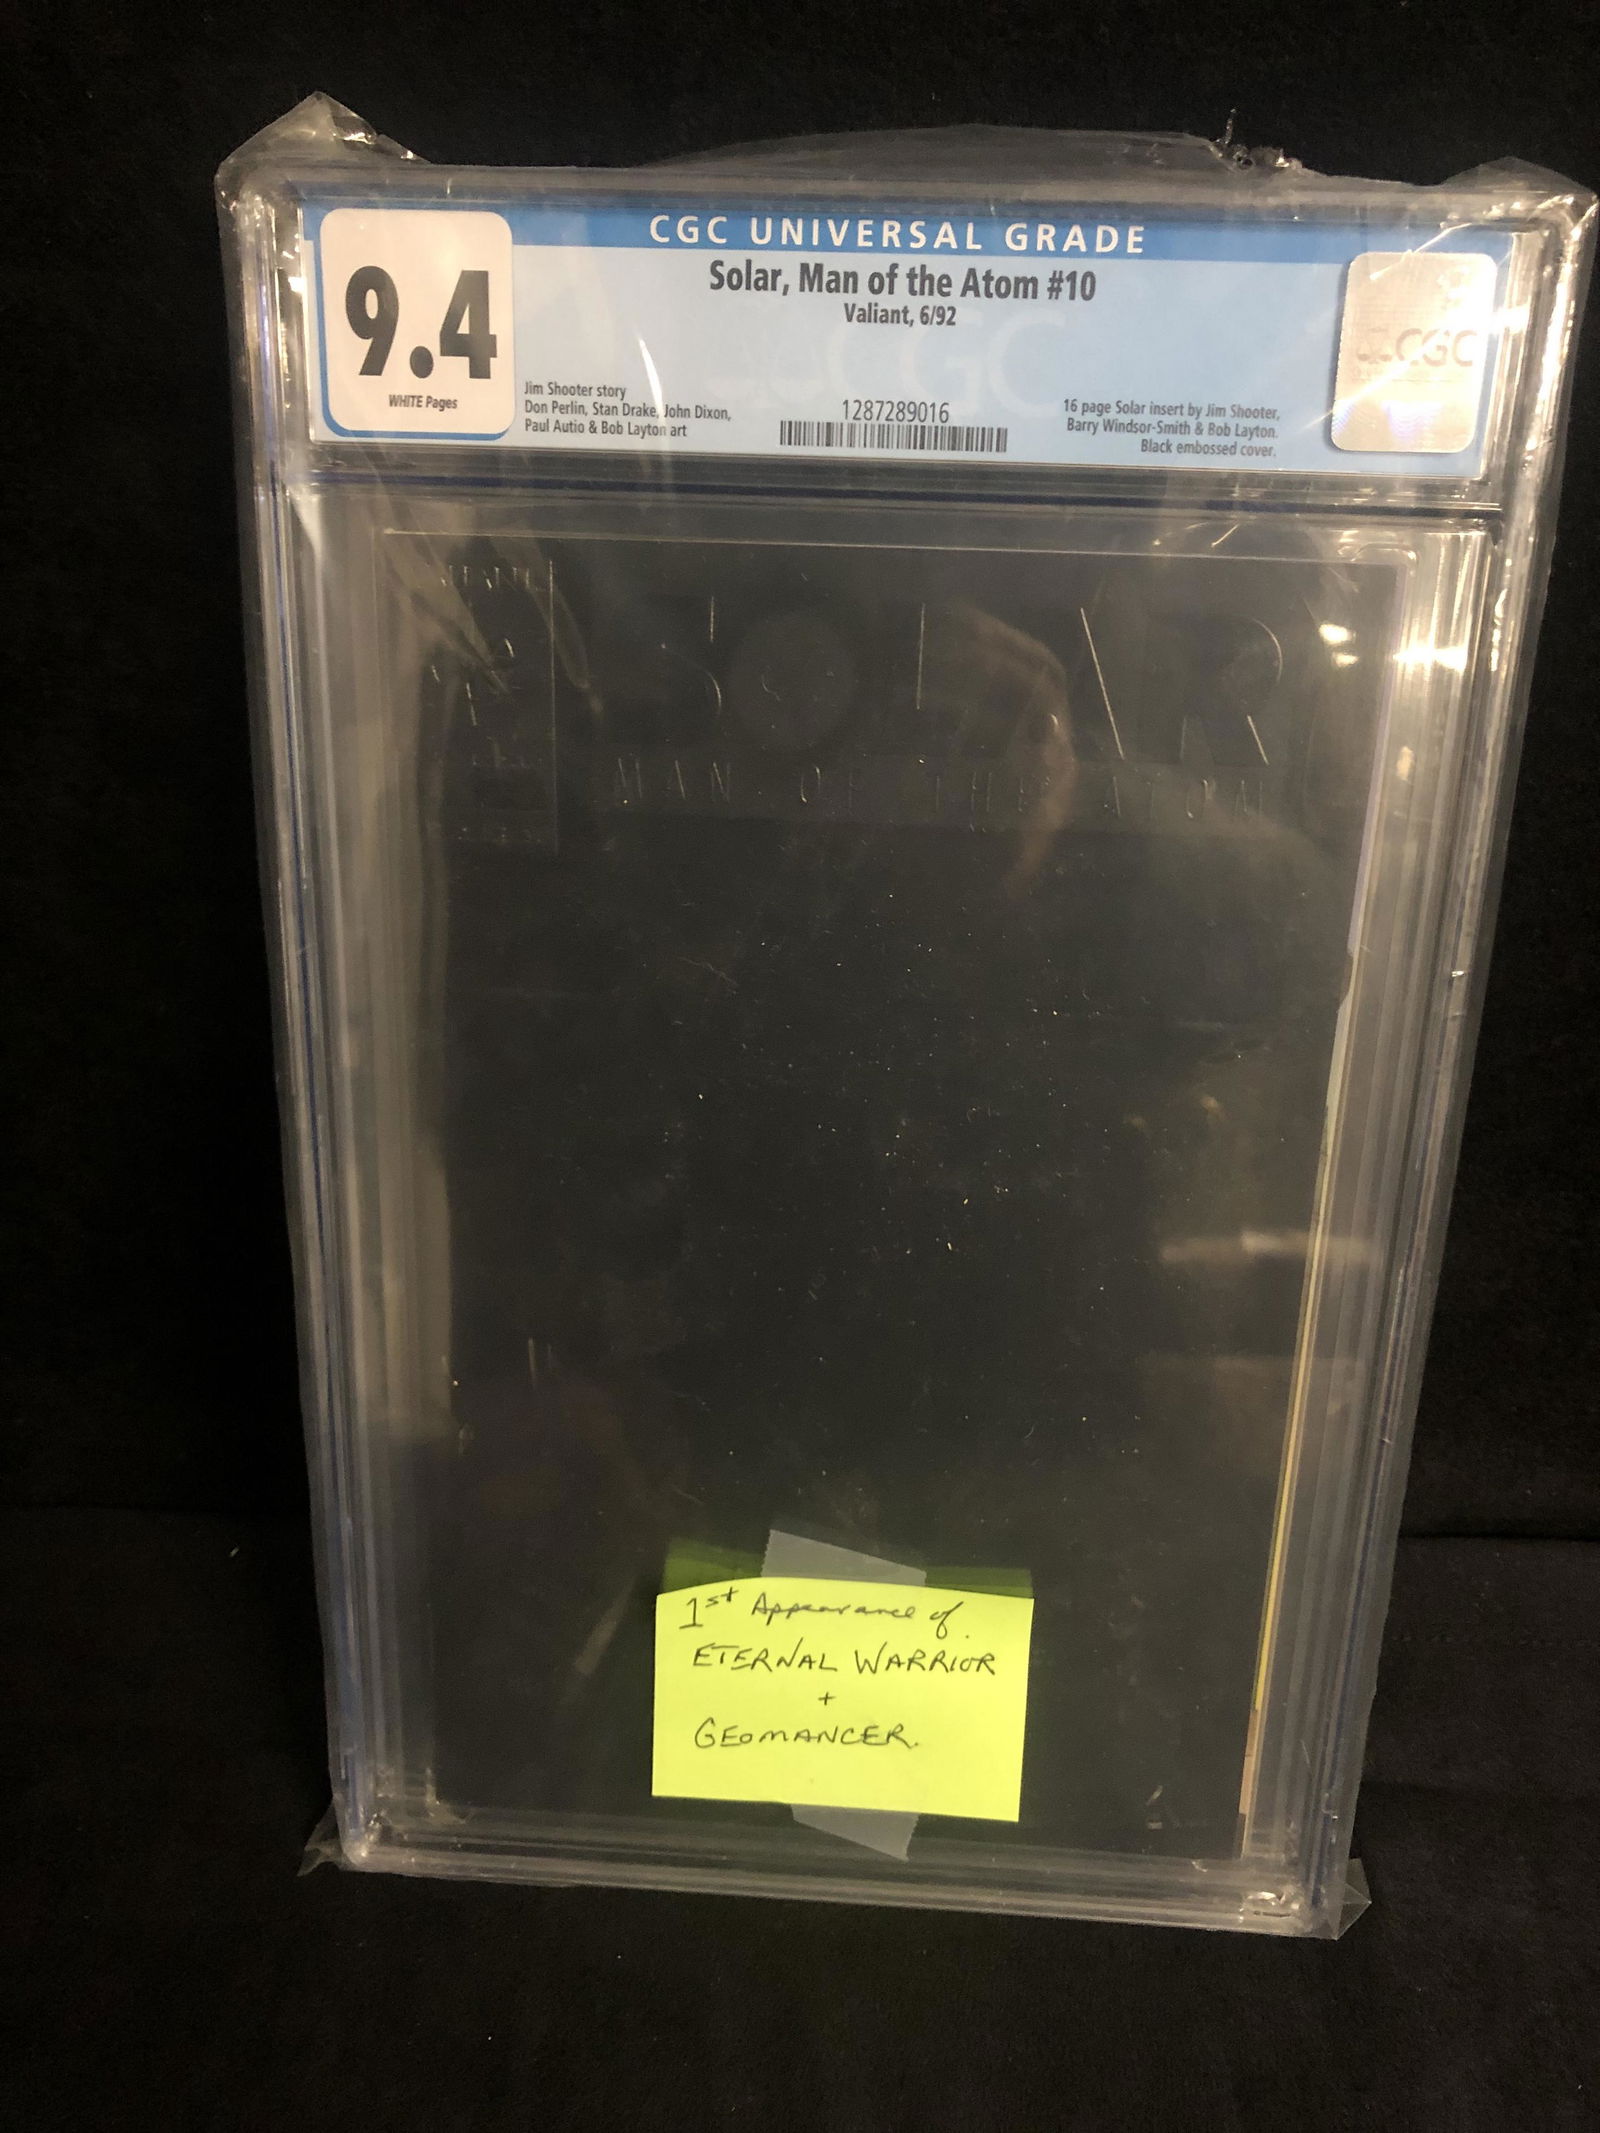 CGC UNIVERSAL GRADE
9.4
WHITE Pages
Solar, Man of the Atom #10
Valiant, 6/92
Jim Shooter story
Don Perlin, Stan Drake, John Dixon,
Paul Autio & Bob Layton art
1287289016
16 page Solar insert by Jim Shooter,
Barry Windsor-Smith & Bob Layton.
Black embossed cover.
CGC
SOLAR
MAN OF THE ATOM
1st Appearance of
ETERNAL WARRIOR
+
GEOMANCER.